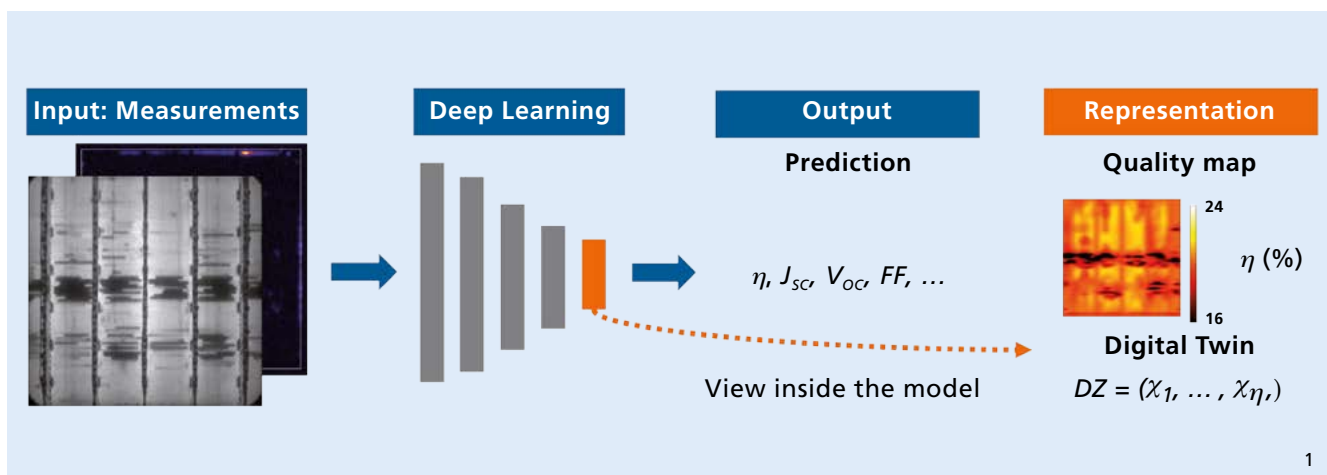 Input: Measurements
Deep Learning
Output
Prediction
η, J_SC, V_OC, FF, …
View inside the model
Representation
Quality map
24
η (%)
16
Digital Twin
DZ = (χ₁, … , χ_η,)
1